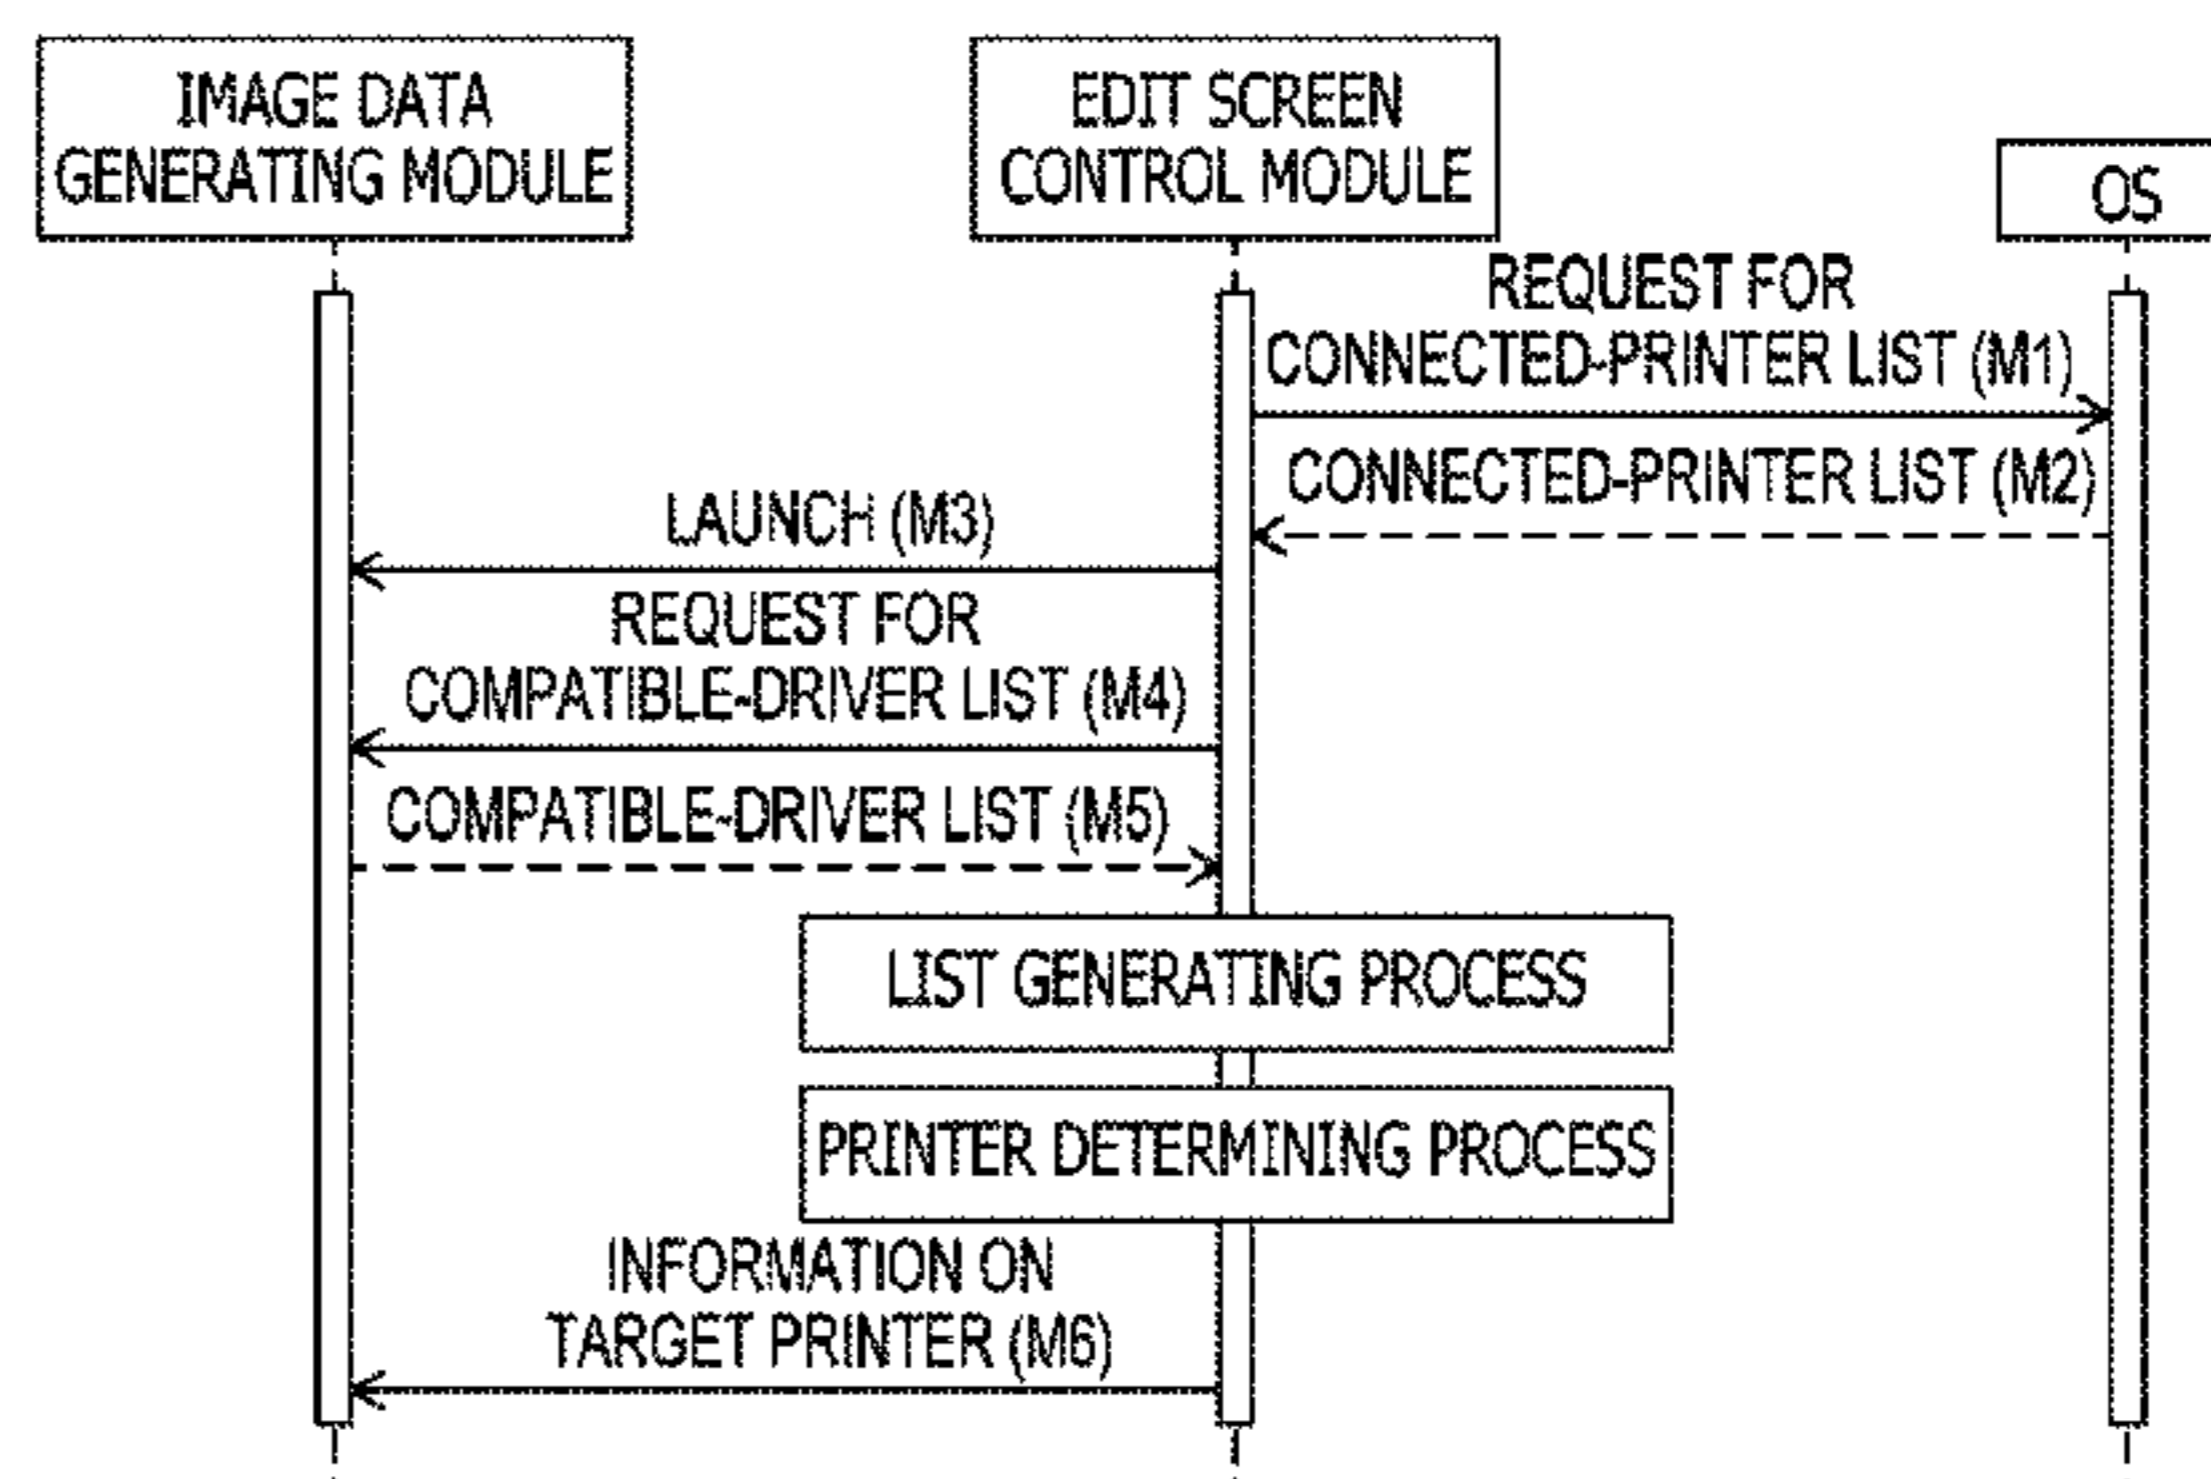 IMAGE DATA
GENERATING MODULE
EDIT SCREEN
CONTROL MODULE
OS
REQUEST FOR
CONNECTED-PRINTER LIST (M1)
CONNECTED-PRINTER LIST (M2)
LAUNCH (M3)
REQUEST FOR
COMPATIBLE-DRIVER LIST (M4)
COMPATIBLE-DRIVER LIST (M5)
LIST GENERATING PROCESS
PRINTER DETERMINING PROCESS
INFORMATION ON
TARGET PRINTER (M6)